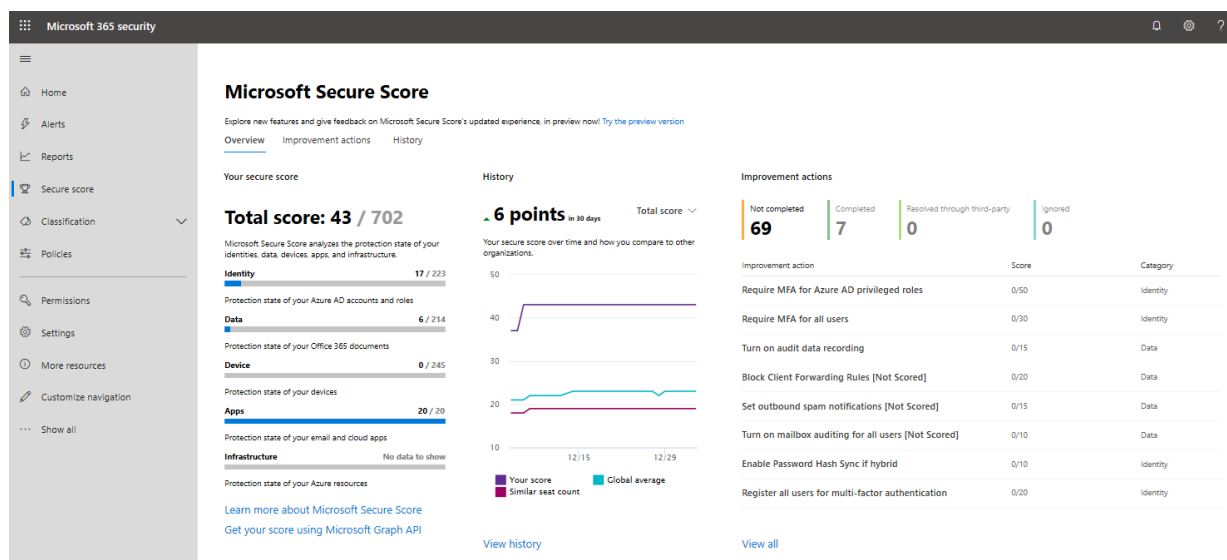 Microsoft 365 security
?
Home
Alerts
Reports
Secure score
Classification
Policies
Permissions
Settings
More resources
Customize navigation
Show all
Microsoft Secure Score
Explore new features and give feedback on Microsoft Secure Score's updated experience, in preview now! Try the preview version
Overview Improvement actions History
Your secure score
Total score: 43 / 702
Microsoft Secure Score analyzes the protection state of your
identities, data, devices, apps, and infrastructure.
Identity 17 / 223
Protection state of your Azure AD accounts and roles
Data 6 / 214
Protection state of your Office 365 documents
Device 0 / 245
Protection state of your devices
Apps 20 / 20
Protection state of your email and cloud apps
Infrastructure No data to show
Protection state of your Azure resources
Learn more about Microsoft Secure Score
Get your score using Microsoft Graph API
History
6 points in 30 days Total score
Your secure score over time and how you compare to other
organizations.
50
40
30
20
10
12/15 12/29
Your score Global average
Similar seat count
View history
Improvement actions
Not completed Completed Resolved through third-party Ignored
69 7 0 0
Improvement action Score Category
Require MFA for Azure AD privileged roles 0/50 Identity
Require MFA for all users 0/30 Identity
Turn on audit data recording 0/15 Data
Block Client Forwarding Rules [Not Scored] 0/20 Data
Set outbound spam notifications [Not Scored] 0/15 Data
Turn on mailbox auditing for all users [Not Scored] 0/10 Data
Enable Password Hash Sync if hybrid 0/10 Identity
Register all users for multi-factor authentication 0/20 Identity
View all